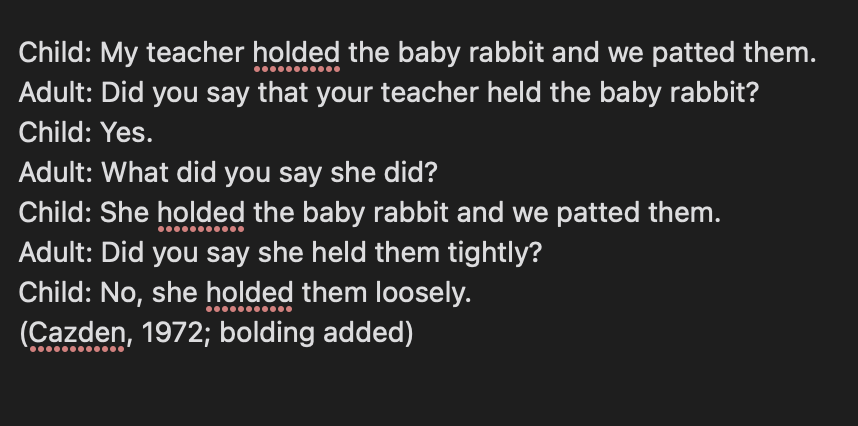 Child: My teacher holded the baby rabbit and we patted them.
Adult: Did you say that your teacher held the baby rabbit?
Child: Yes.
Adult: What did you say she did?
Child: She holded the baby rabbit and we patted them.
Adult: Did you say she held them tightly?
Child: No, she holded them loosely.
(Cazden, 1972; bolding added)